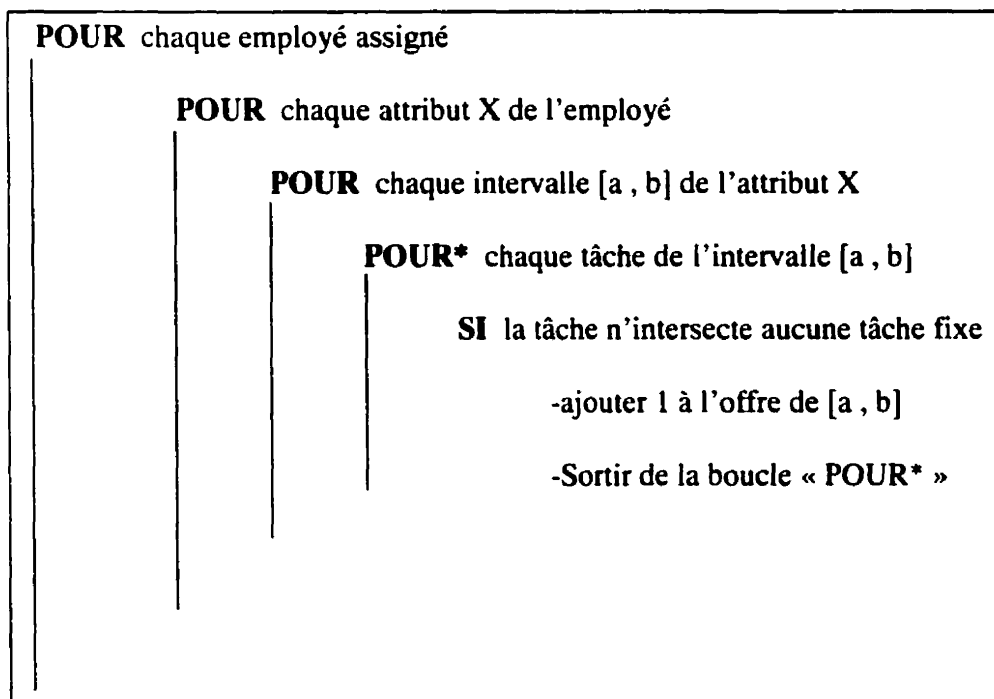 POUR chaque employé assigné
POUR chaque attribut X de l'employé
POUR chaque intervalle [a , b] de l'attribut X
POUR* chaque tâche de l'intervalle [a , b]
SI la tâche n'intersecte aucune tâche fixe
-ajouter 1 à l'offre de [a , b]
-Sortir de la boucle « POUR* »